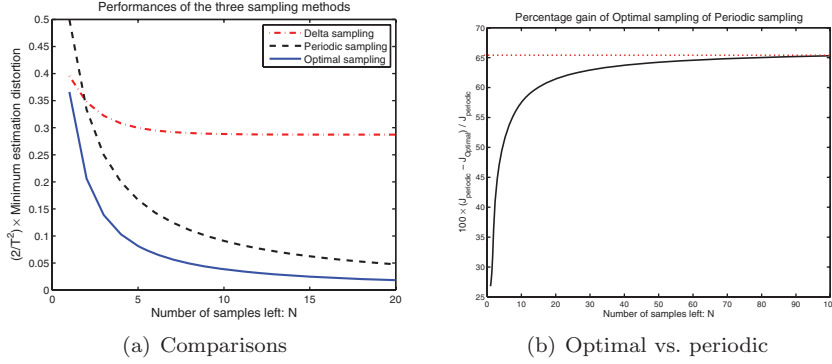 Performances of the three sampling methods
0.5
0.45
0.4
0.35
0.3
0.25
0.2
0.15
0.1
0.05
0
(2/T²) × Minimum estimation distortion
Delta sampling
Periodic sampling
Optimal sampling
0 5 10 15 20
Number of samples left: N
(a) Comparisons
Percentage gain of Optimal sampling of Periodic sampling
70
65
60
55
50
45
40
35
30
25
100 × (J_periodic − J_Optimal) / J_periodic
0 10 20 30 40 50 60 70 80 90 100
Number of samples left: N
(b) Optimal vs. periodic